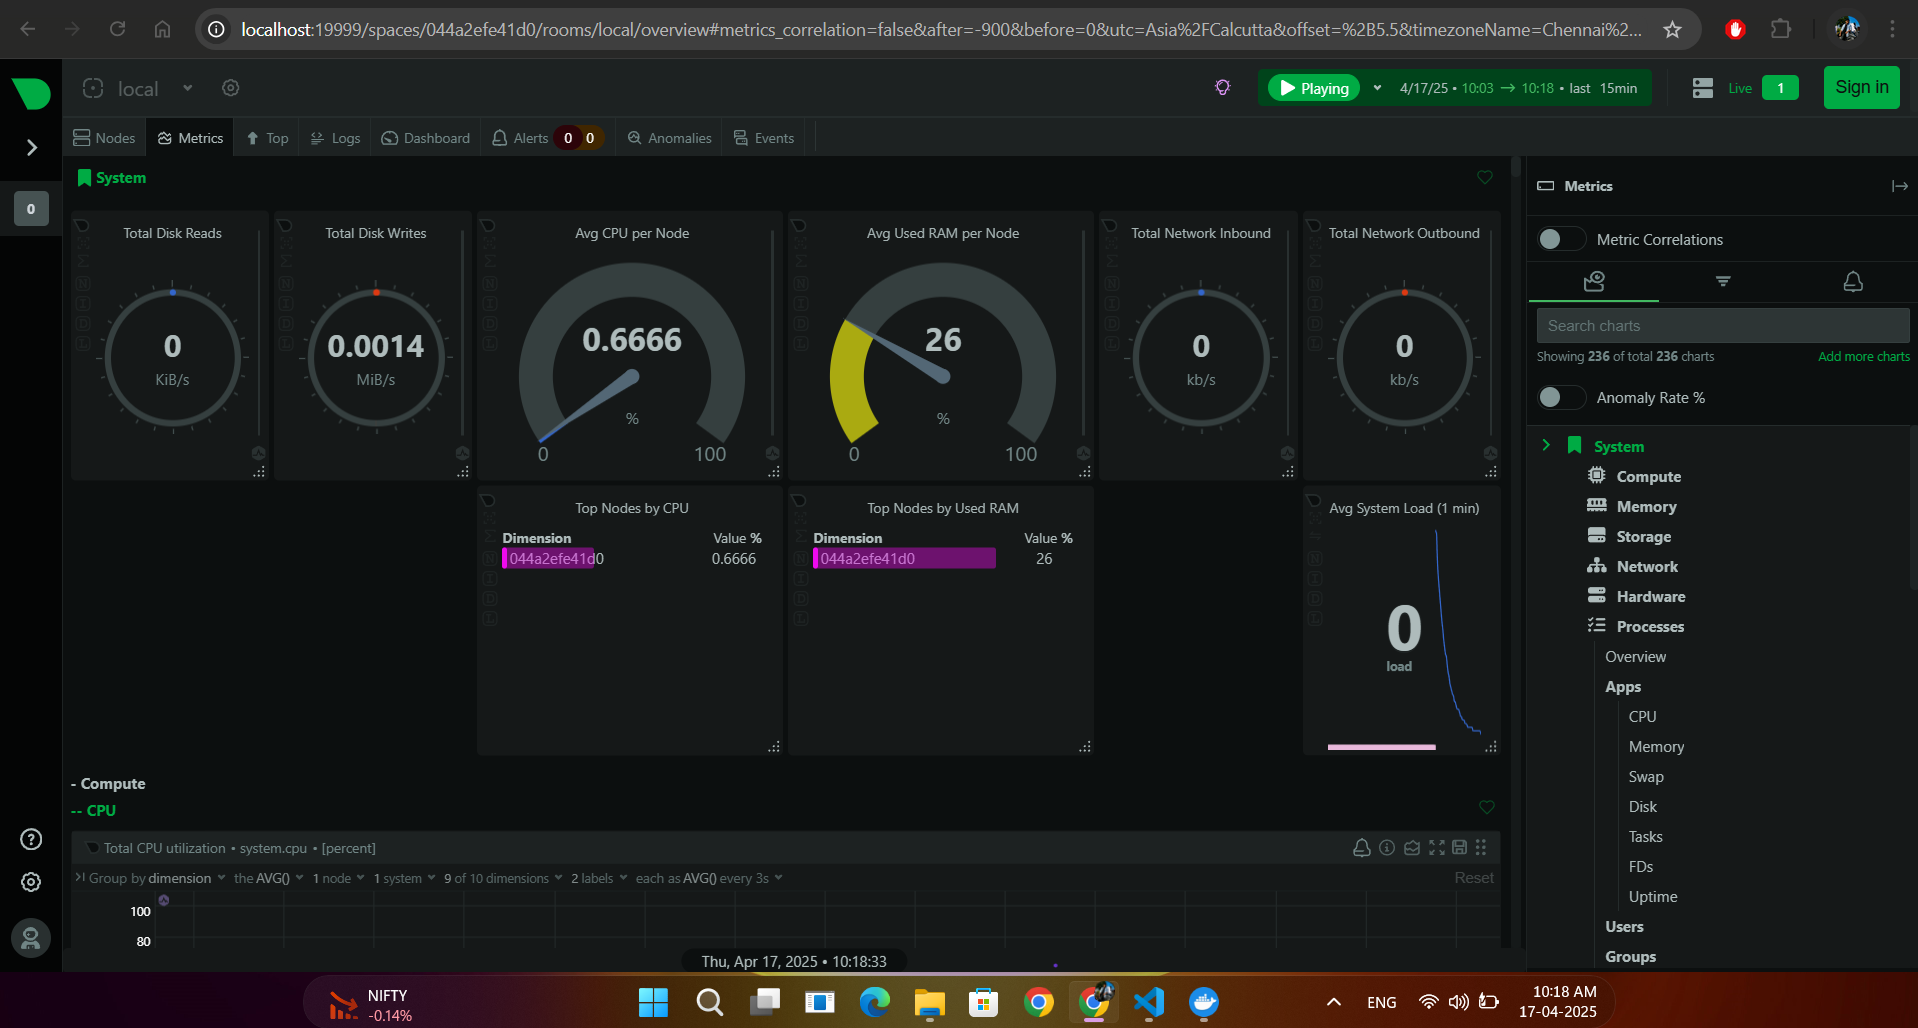 localhost:19999/spaces/044a2efe41d0/rooms/local/overview#metrics_correlation=false&after=-900&before=0&utc=Asia%2FCalcutta&offset=%2B5.5&timezoneName=Chennai%2...
local
Playing
4/17/25 • 10:03 → 10:18 • last 15min
Live
1
Sign in
Nodes
Metrics
Top
Logs
Dashboard
Alerts 0 0
Anomalies
Events
0
System
Total Disk Reads
0
KiB/s
Total Disk Writes
0.0014
MiB/s
Avg CPU per Node
0.6666
%
0 100
Avg Used RAM per Node
26
%
0 100
Total Network Inbound
0
kb/s
Total Network Outbound
0
kb/s
Top Nodes by CPU
Dimension Value %
044a2efe41d0 0.6666
Top Nodes by Used RAM
Dimension Value %
044a2efe41d0 26
Avg System Load (1 min)
0
load
- Compute
-- CPU
Total CPU utilization • system.cpu • [percent]
Group by dimension the AVG() 1 node 1 system 9 of 10 dimensions 2 labels each as AVG() every 3s Reset
100
80
Thu, Apr 17, 2025 • 10:18:33
Metrics
Metric Correlations
Search charts
Showing 236 of total 236 charts
Add more charts
Anomaly Rate %
System
Compute
Memory
Storage
Network
Hardware
Processes
Overview
Apps
CPU
Memory
Swap
Disk
Tasks
FDs
Uptime
Users
Groups
NIFTY
-0.14%
ENG
10:18 AM
17-04-2025